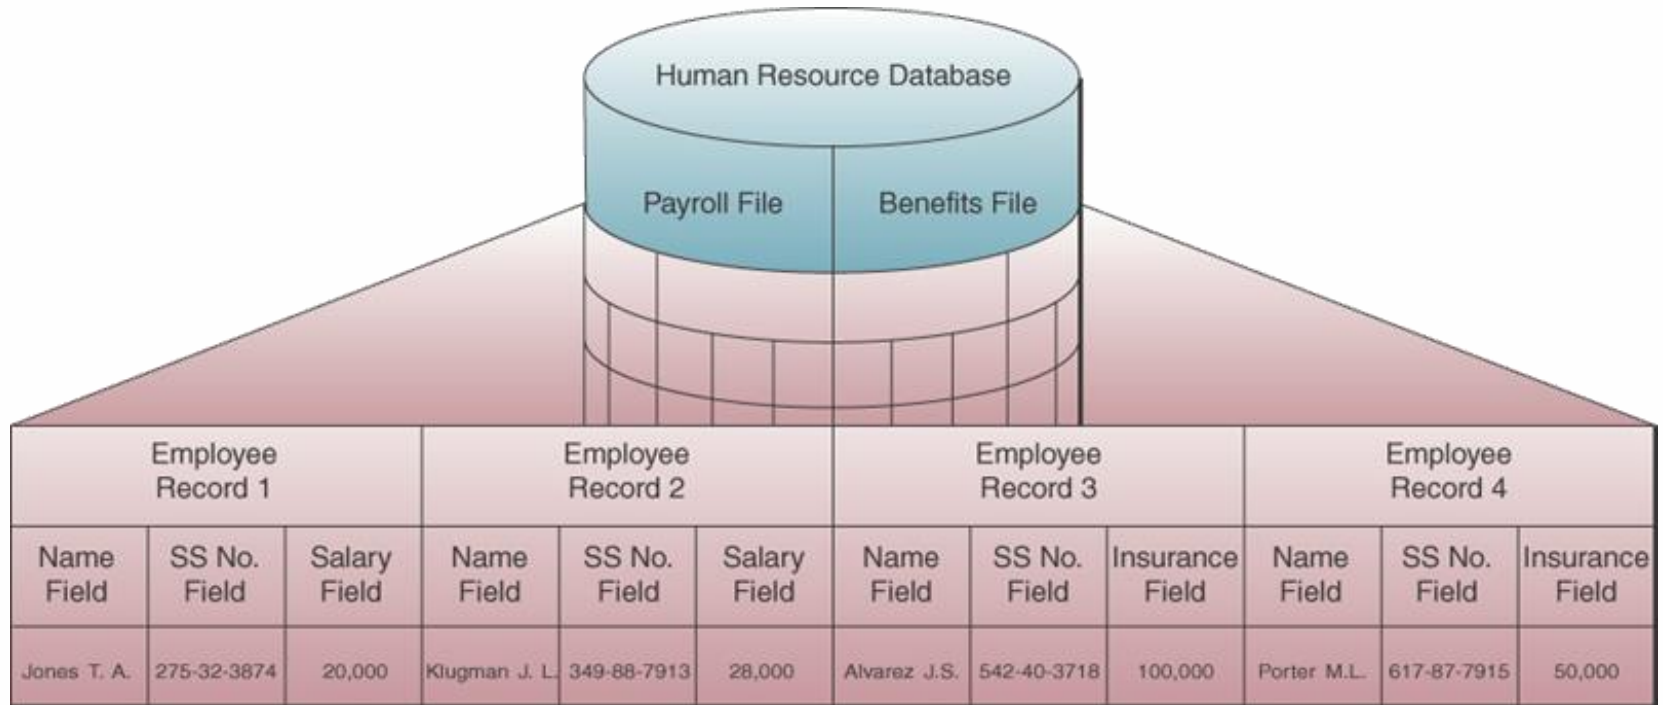 Human Resource Database
Payroll File
Benefits File
Employee
Record 1
Employee
Record 2
Employee
Record 3
Employee
Record 4
Name
Field
SS No.
Field
Salary
Field
Name
Field
SS No.
Field
Salary
Field
Name
Field
SS No.
Field
Insurance
Field
Name
Field
SS No.
Field
Insurance
Field
Jones T. A.
275-32-3874
20,000
Klugman J. L.
349-88-7913
28,000
Alvarez J.S.
542-40-3718
100,000
Porter M.L.
617-87-7915
50,000